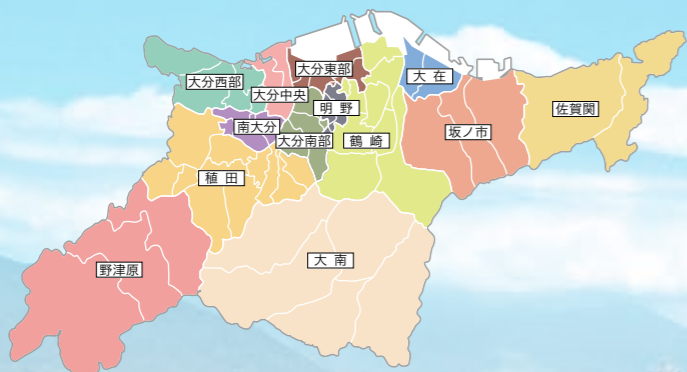 大分東部
大分西部
大在
大分中央
明野
佐賀関
南大分
坂ノ市
大分南部
鶴崎
稙田
大南
野津原